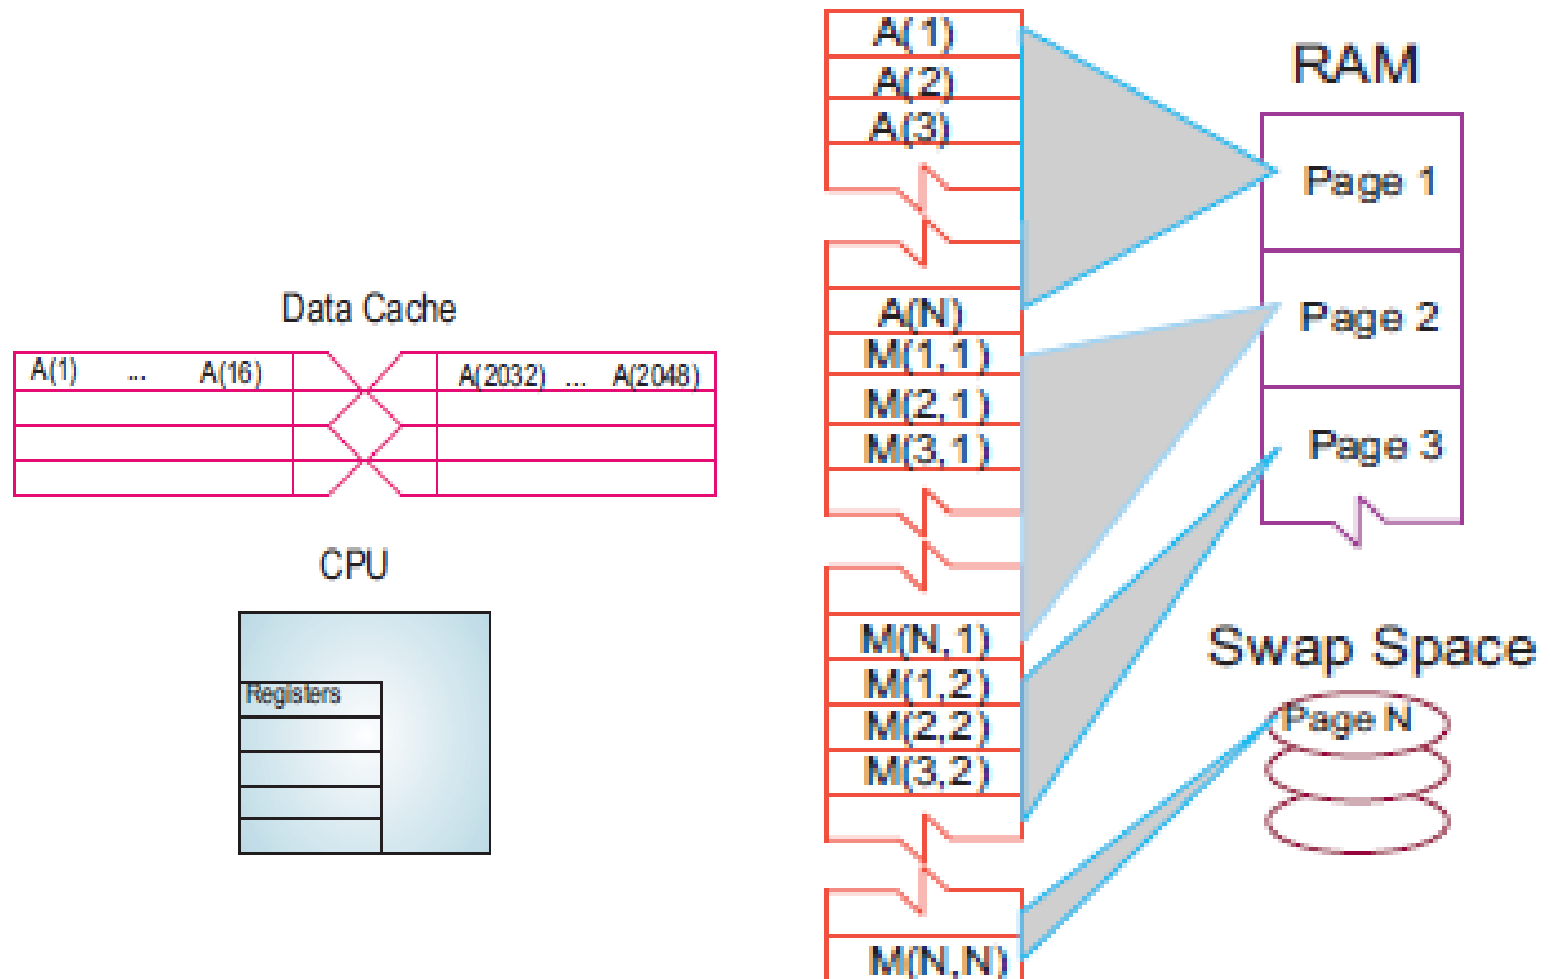 Data Cache
A(1) ... A(16)
A(2032) ... A(2048)
CPU
Registers
A(1)
A(2)
A(3)
A(N)
M(1,1)
M(2,1)
M(3,1)
M(N,1)
M(1,2)
M(2,2)
M(3,2)
M(N,N)
RAM
Page 1
Page 2
Page 3
Swap Space
Page N